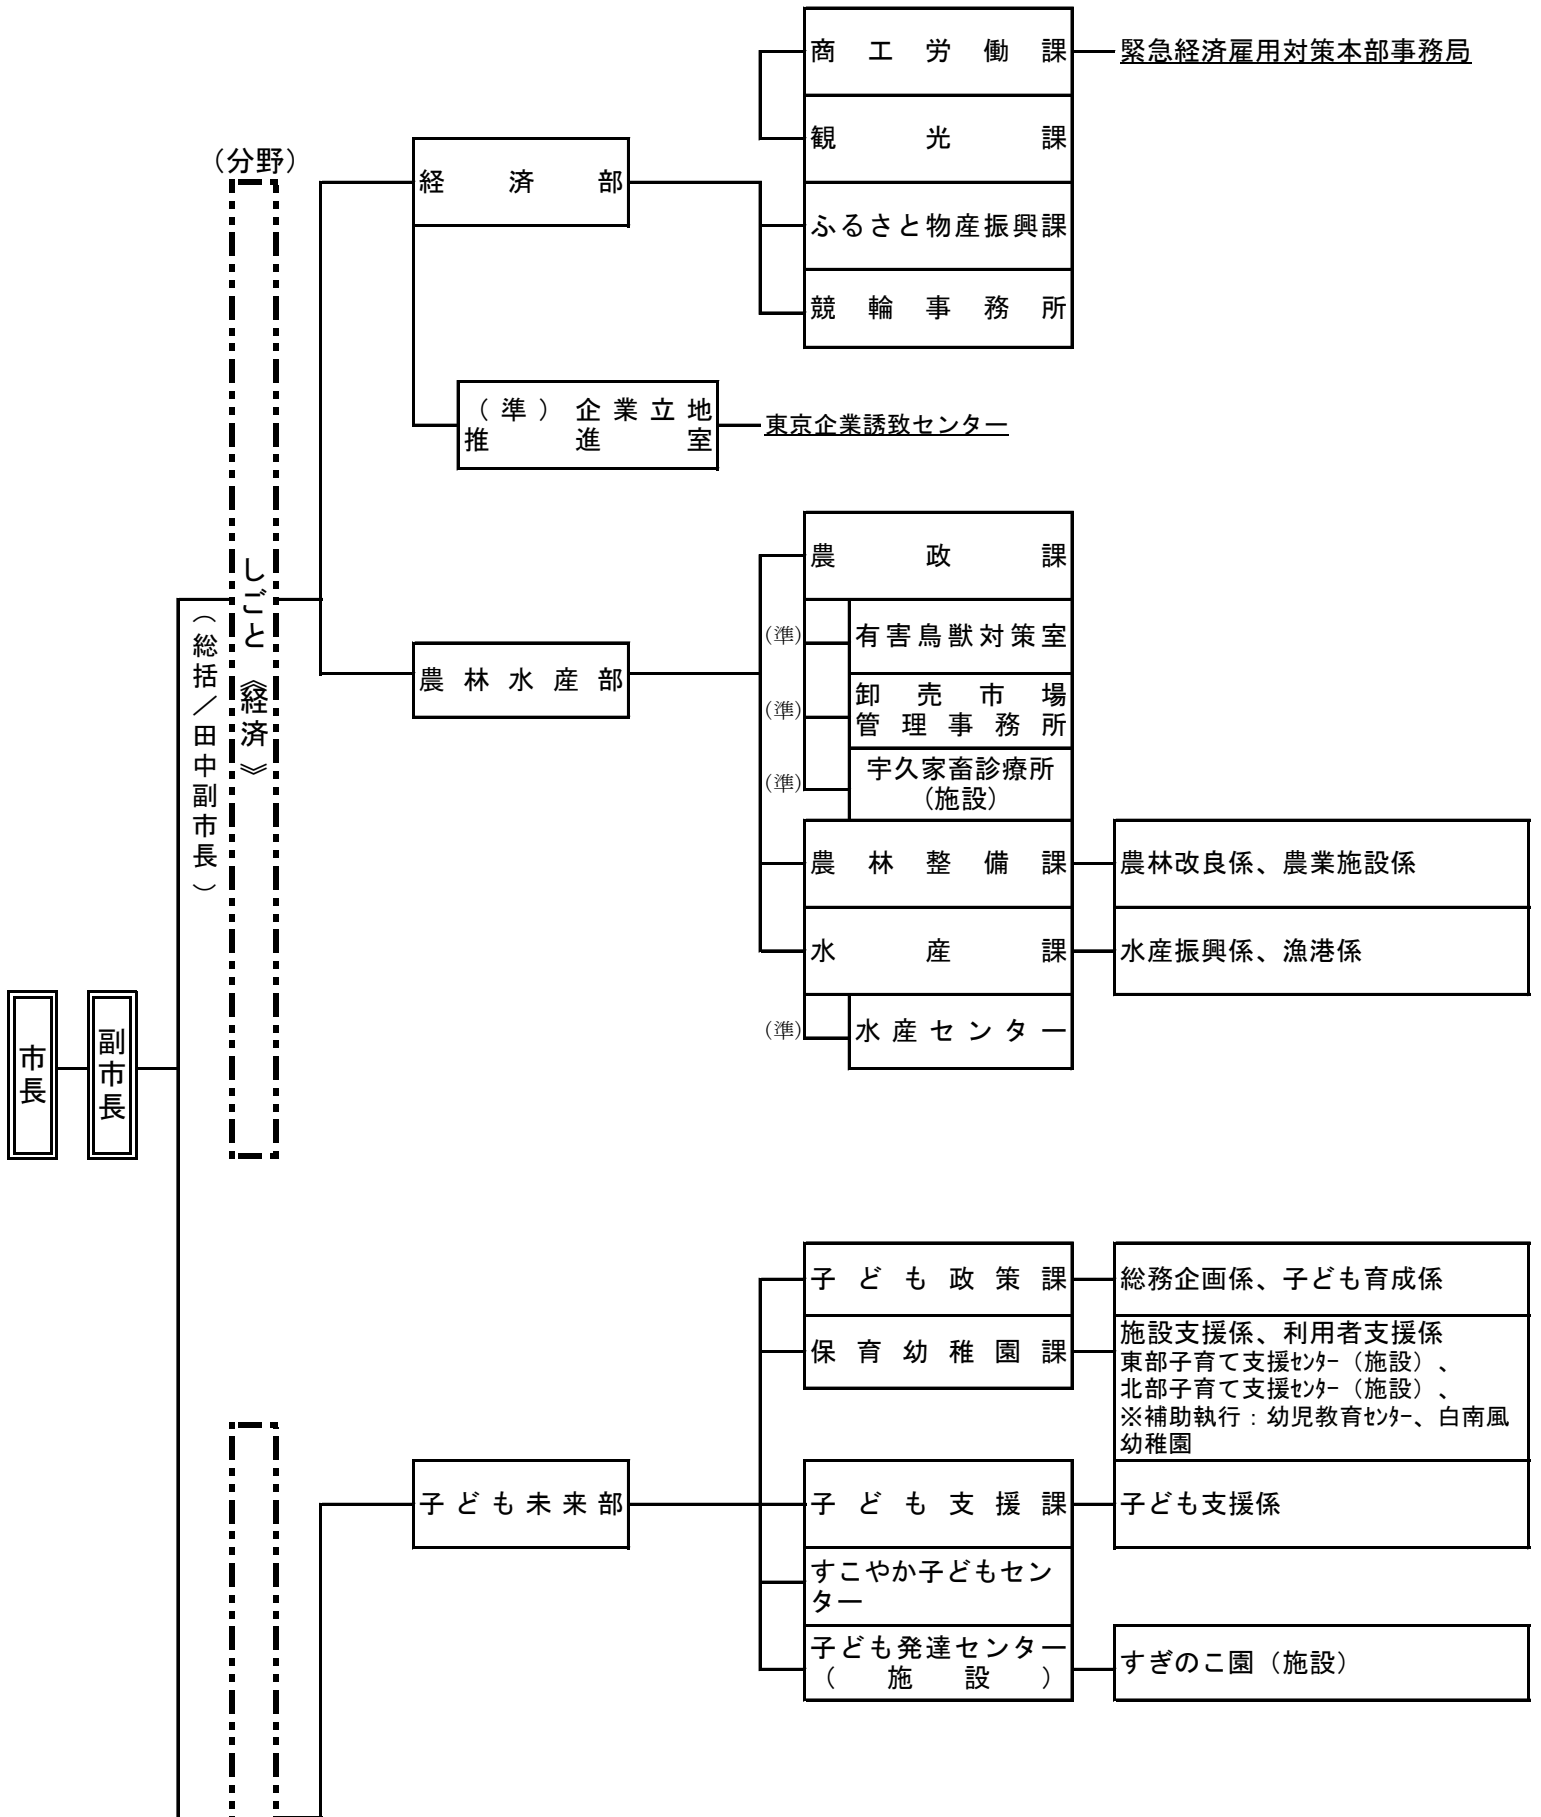 商工労働課
緊急経済雇用対策本部事務局
観光課
(分野)
経済部
ふるさと物産振興課
競輪事務所
(準)企業立地
推進室
東京企業誘致センター
しごと《経済》
(総括/田中副市長)
農政課
(準)
有害鳥獣対策室
農林水産部
(準)
卸売市場
管理事務所
(準)
宇久家畜診療所
(施設)
農林整備課
農林改良係、農業施設係
水産課
水産振興係、漁港係
(準)
水産センター
市長
副市長
子ども政策課
総務企画係、子ども育成係
保育幼稚園課
施設支援係、利用者支援係
東部子育て支援ｾﾝﾀｰ(施設)、
北部子育て支援ｾﾝﾀｰ(施設)、
※補助執行:幼児教育ｾﾝﾀｰ、白南風
幼稚園
子ども未来部
子ども支援課
子ども支援係
すこやか子どもセン
ター
子ども発達センター
(施設)
すぎのこ園(施設)